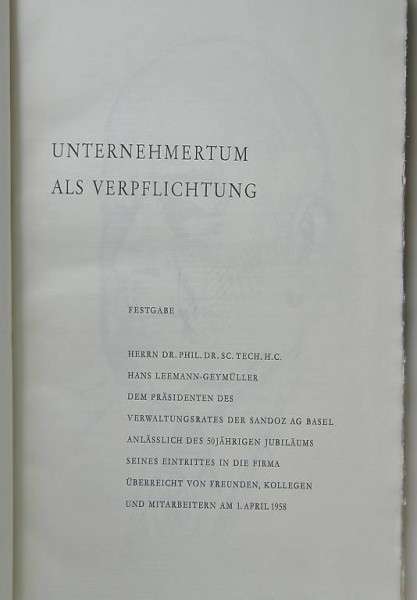 UNTERNEHMERTUM
ALS VERPFLICHTUNG
FESTGABE
HERRN DR. PHIL. DR. SC. TECH. H.C.
HANS LEEMANN-GEYMÜLLER
DEM PRÄSIDENTEN DES
VERWALTUNGSRATES DER SANDOZ AG BASEL
ANLÄSSLICH DES 50JÄHRIGEN JUBILÄUMS
SEINES EINTRITTES IN DIE FIRMA
ÜBERREICHT VON FREUNDEN, KOLLEGEN
UND MITARBEITERN AM 1. APRIL 1958